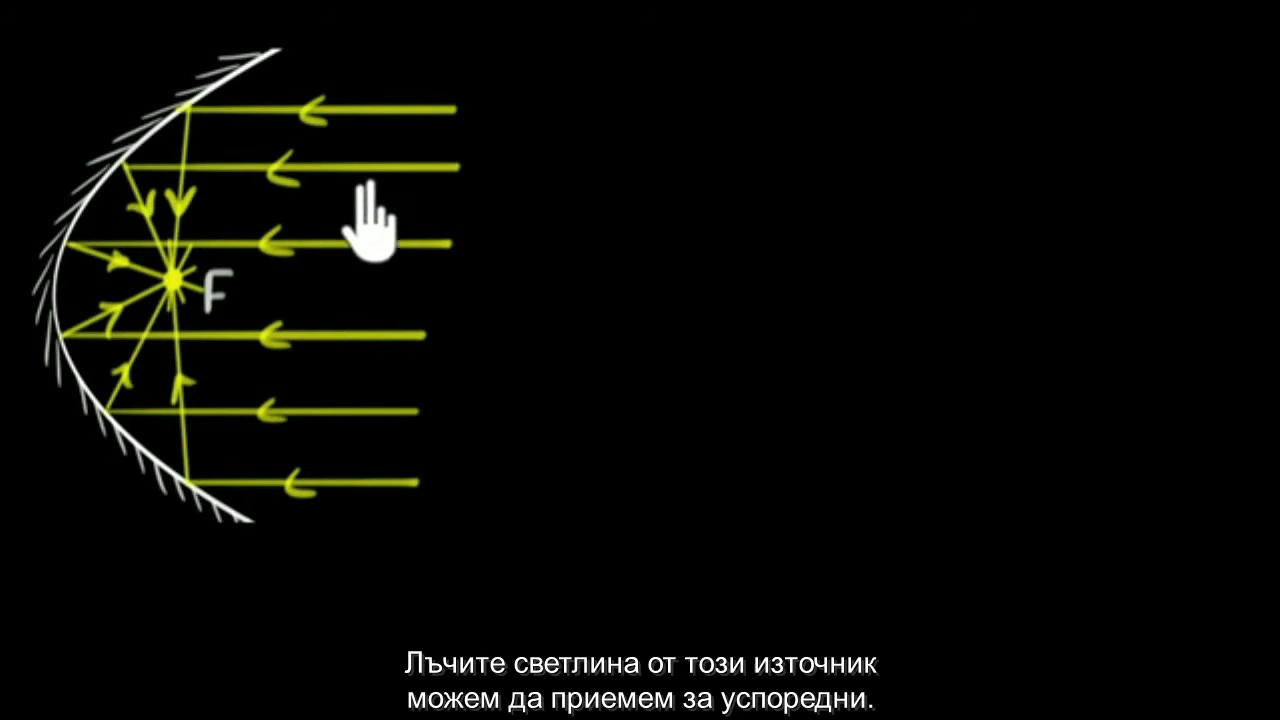 F
Лъчите светлина от този източник
можем да приемем за успоредни.